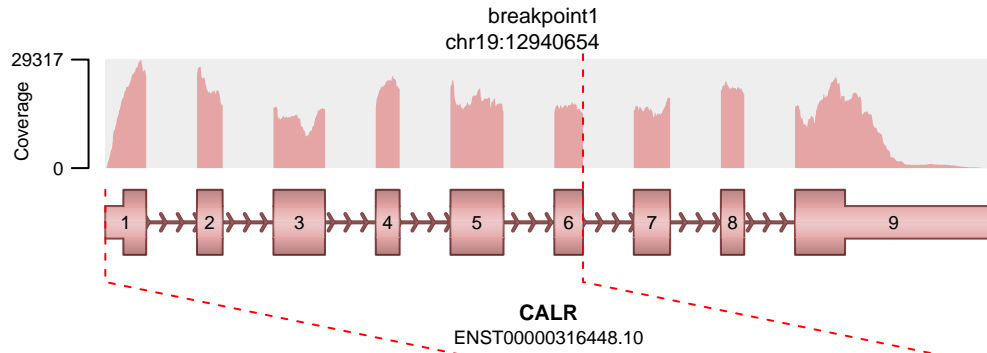 breakpoint1
chr19:12940654
29317
Coverage
0
1 2 3 4 5 6 7 8 9
CALR
ENST00000316448.10